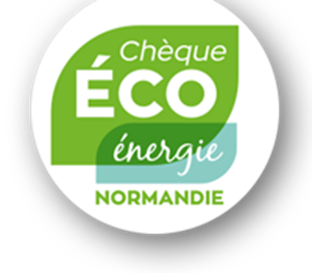 Chèque
ÉCO
énergie
NORMANDIE